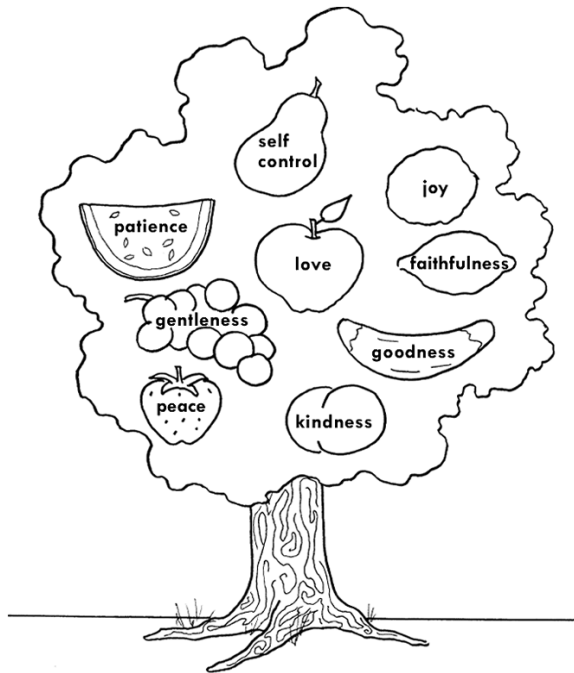 self
control
joy
patience
love
faithfulness
gentleness
goodness
peace
kindness